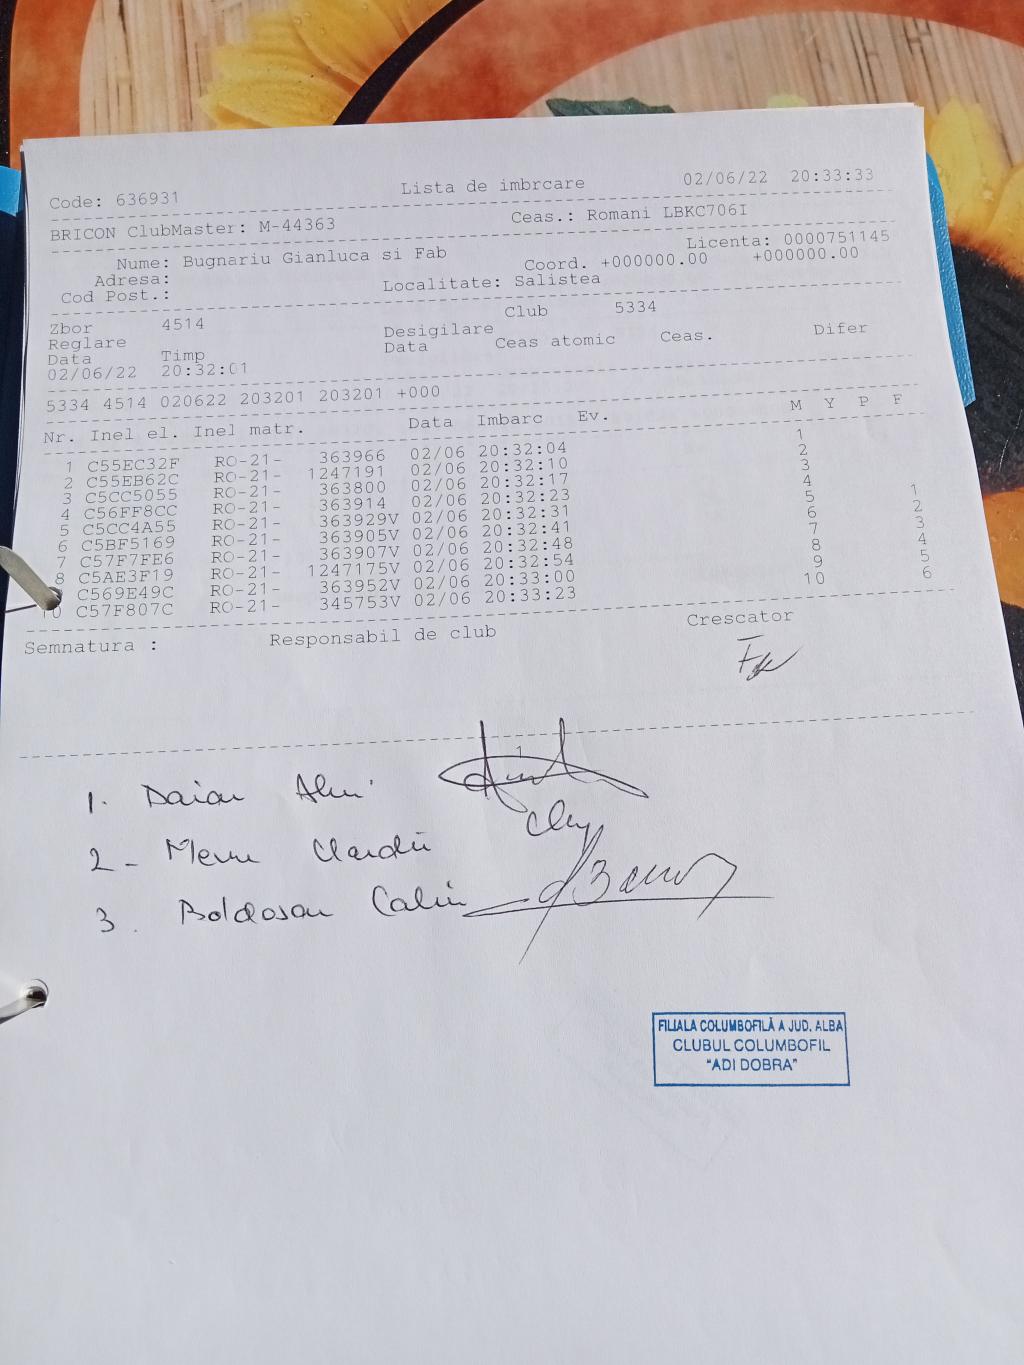 Code: 636931 Lista de imbrcare 02/06/22 20:33:33
BRICON ClubMaster: M-44363 Ceas.: Romani LBKC706I
Licenta: 0000751145
Nume: Bugnariu Gianluca si Fab Coord. +000000.00 +000000.00
Adresa:
Cod Post.: Localitate: Salistea
Zbor 4514 Club 5334
Reglare Desigilare
Data Timp Data Ceas atomic Ceas. Difer
02/06/22 20:32:01
5334 4514 020622 203201 203201 +000
Nr. Inel el. Inel matr. Data Imbarc Ev. M Y P F
1 C55EC32F RO-21- 363966 02/06 20:32:04 1
2 C55EB62C RO-21- 1247191 02/06 20:32:10 2
3 C5CC5055 RO-21- 363800 02/06 20:32:17 3
4 C56FF8CC RO-21- 363914 02/06 20:32:23 4
5 C5CC4A55 RO-21- 363929V 02/06 20:32:31 5 1
6 C5BF5169 RO-21- 363905V 02/06 20:32:41 6 2
7 C57F7FE6 RO-21- 363907V 02/06 20:32:48 7 3
8 C5AE3F19 RO-21- 1247175V 02/06 20:32:54 8 4
C569E49C RO-21- 363952V 02/06 20:33:00 9 5
10 C57F807C RO-21- 345753V 02/06 20:33:23 10 6
Semnatura : Responsabil de club Crescator
1. Daian
2 -
3. Boldosan Calin
FILIALA COLUMBOFILĂ A JUD. ALBA
CLUBUL COLUMBOFIL
"ADI DOBRA"